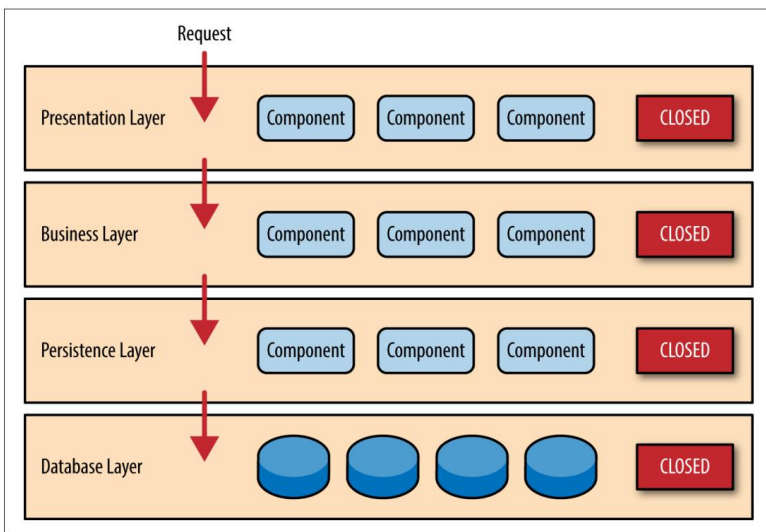 Request
Presentation Layer Component Component Component CLOSED
Business Layer Component Component Component CLOSED
Persistence Layer Component Component Component CLOSED
Database Layer CLOSED